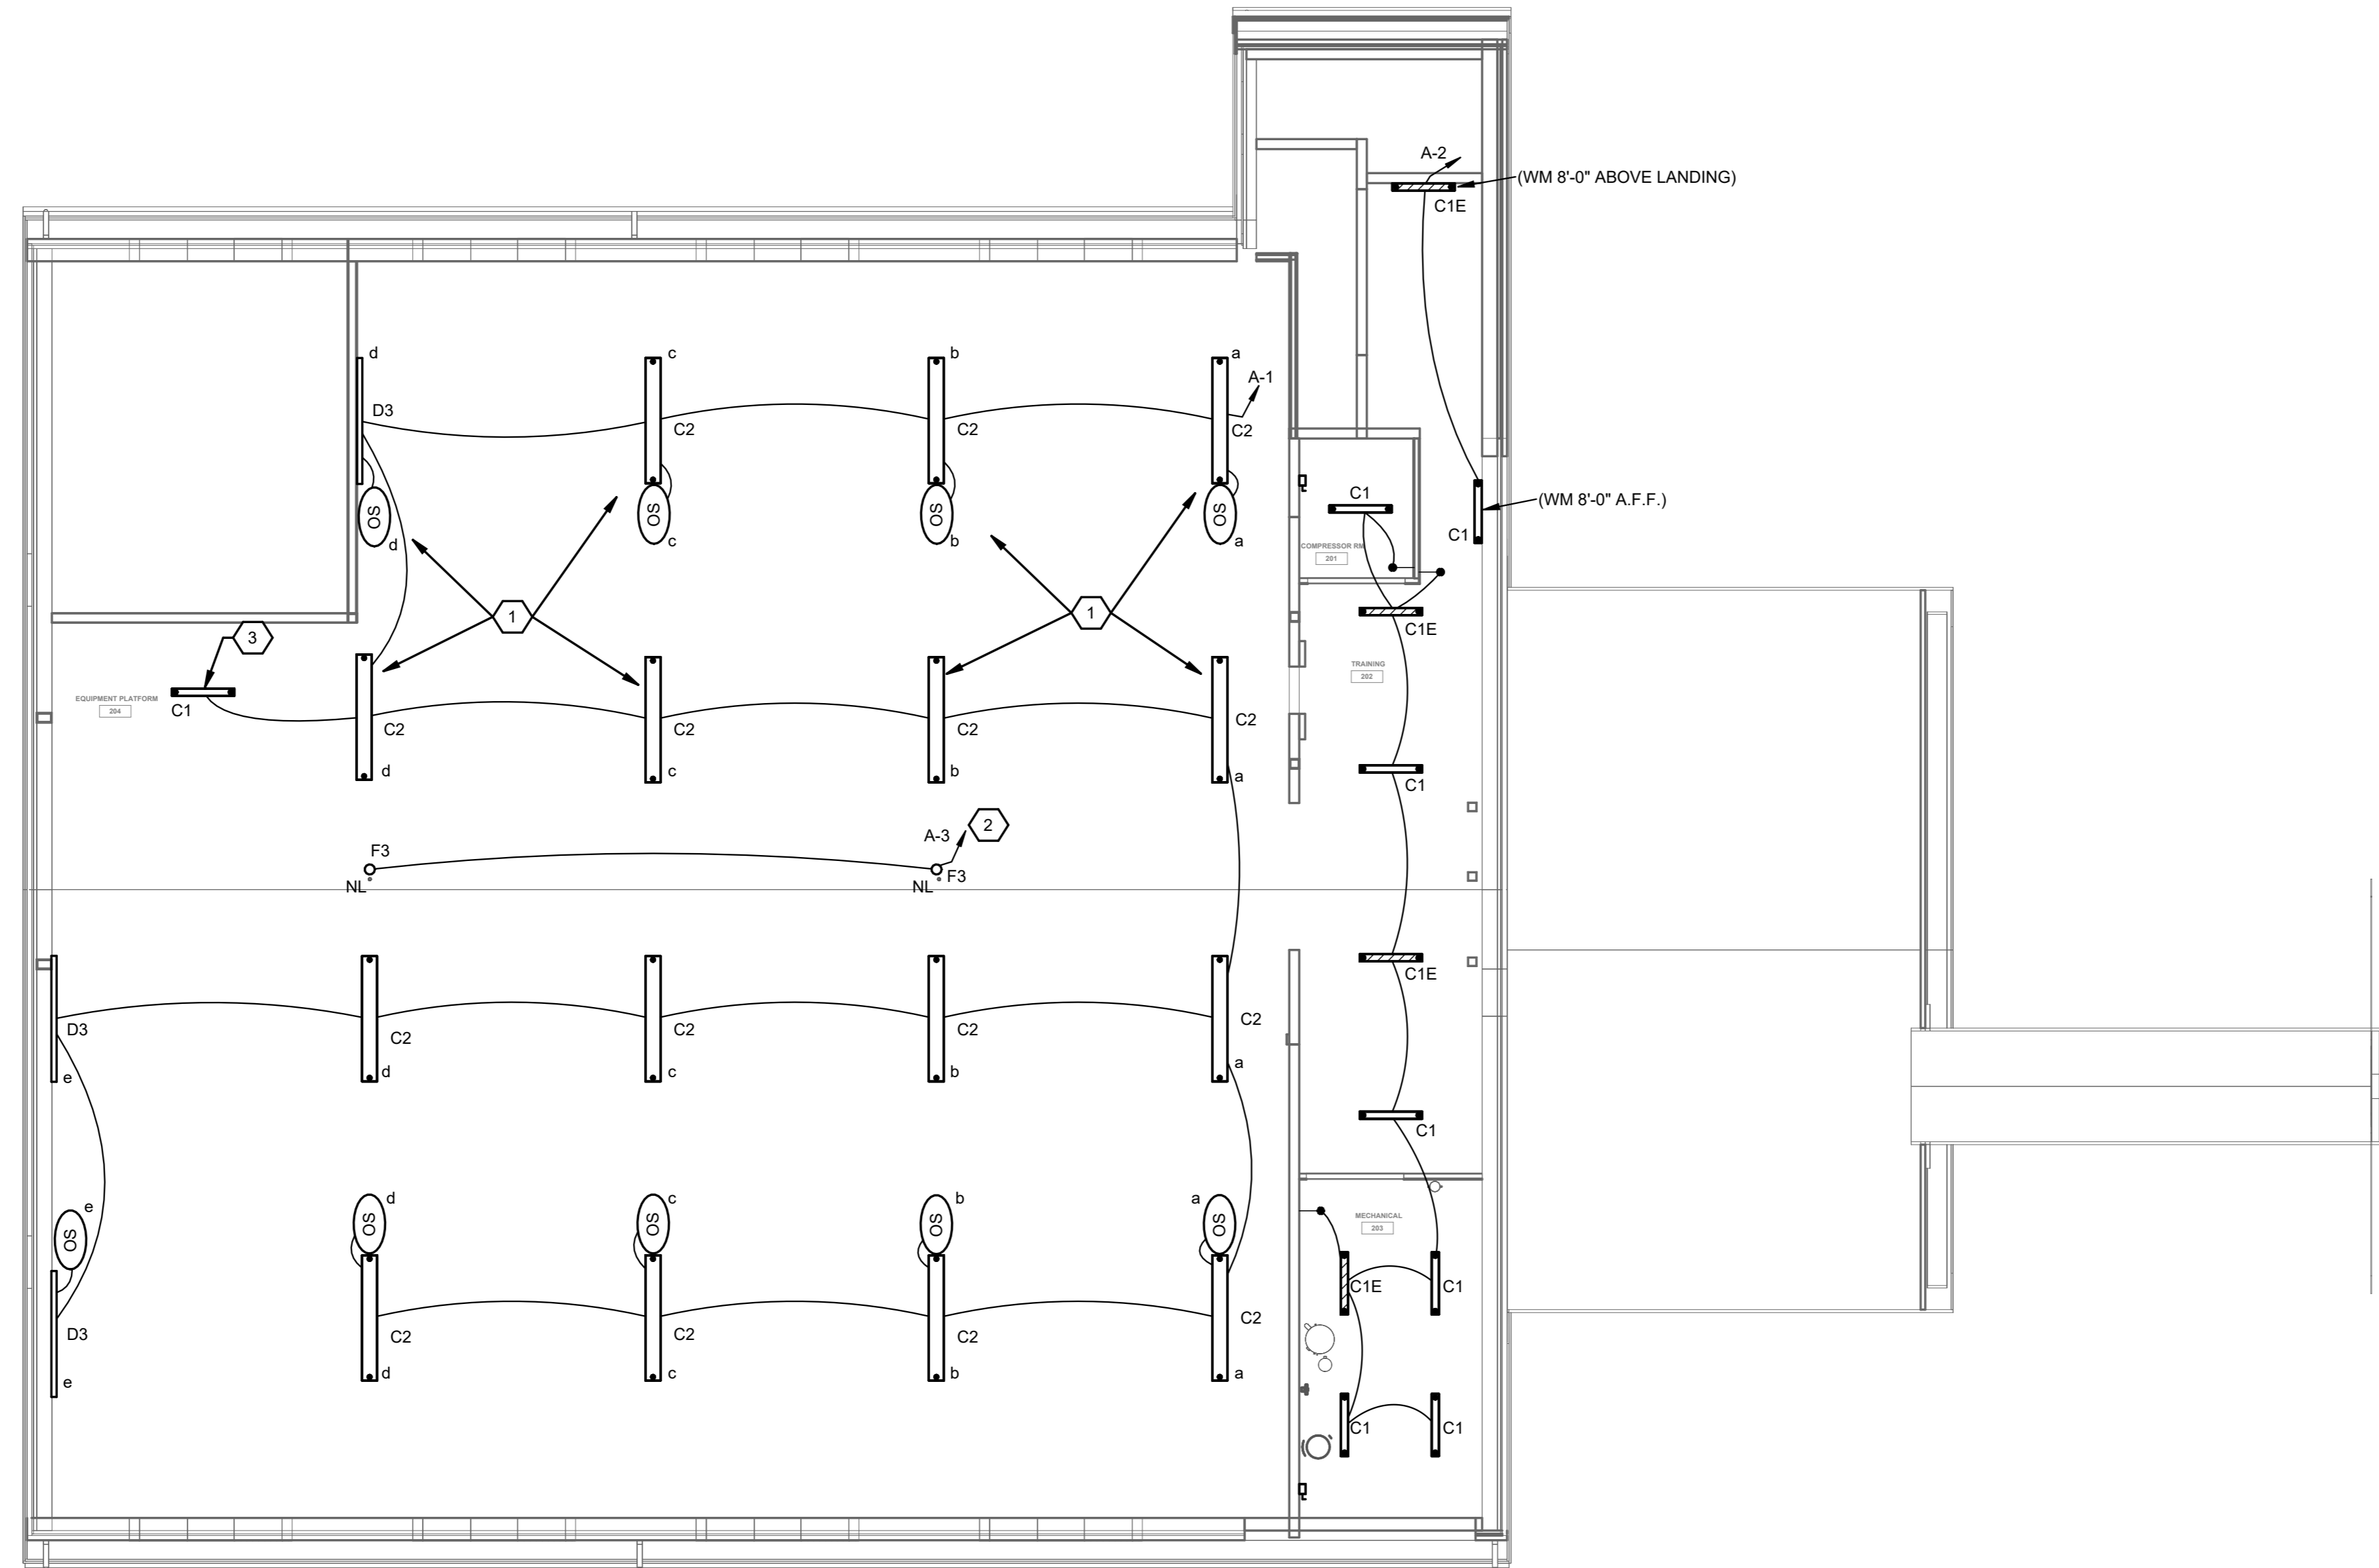 A-2
(WM 8'-0" ABOVE LANDING)
C1E
d
c
b
a
A-1
D3
C2
C2
C2
OS
OS
OS
OS
d
c
b
a
C1
(WM 8'-0" A.F.F.)
C1
COMPRESSOR RM
201
1
1
3
C1E
TRAINING
202
EQUIPMENT PLATFORM
204
C1
C2
C2
C2
C2
d
c
b
a
C1
A-3
2
F3
NL
NL
F3
C1E
D3
C2
C2
C2
C2
e
d
c
b
a
C1
e
d
c
b
a
OS
OS
OS
OS
OS
MECHANICAL
203
C1E
C1
D3
C2
C2
C2
C2
e
d
c
b
a
C1
C1